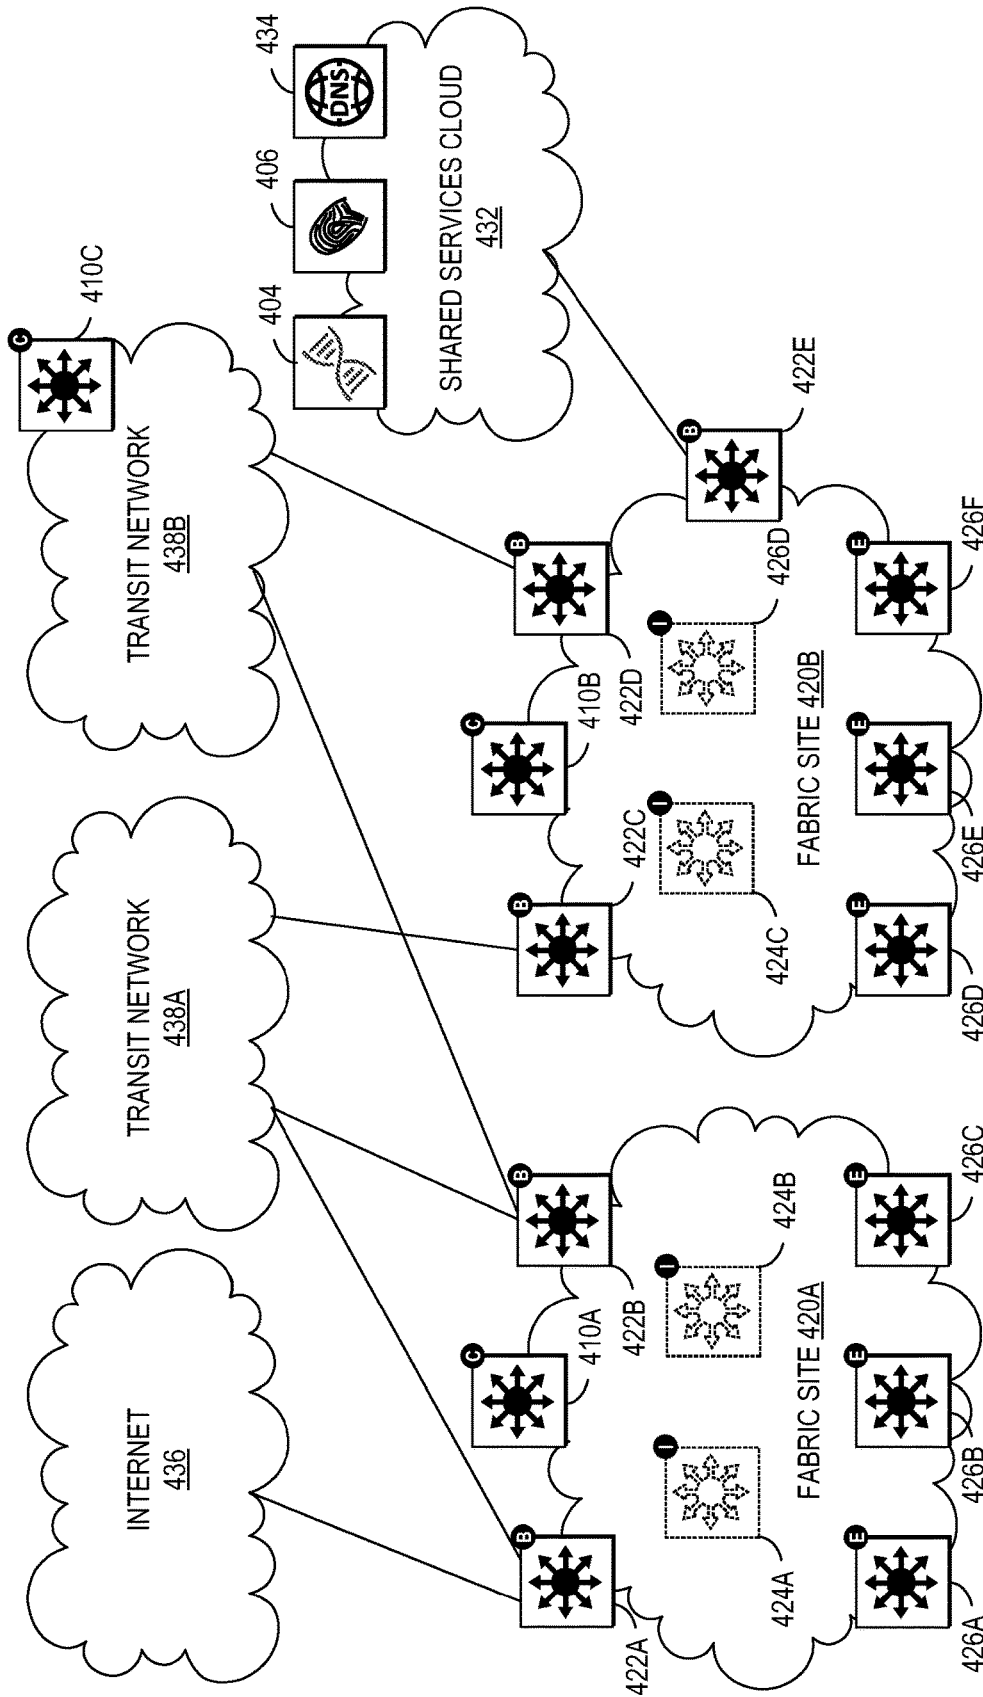 INTERNET
436
TRANSIT NETWORK
438A
TRANSIT NETWORK
438B
C
410C
404
406
434
DNS
SHARED SERVICES CLOUD
432
B
422A
C
410A
B
422B
I
424A
I
424B
FABRIC SITE 420A
E
426A
E
426B
E
426C
B
422C
C
410B
B
422D
B
422E
I
424C
I
426D
FABRIC SITE 420B
E
426D
E
426E
E
426F